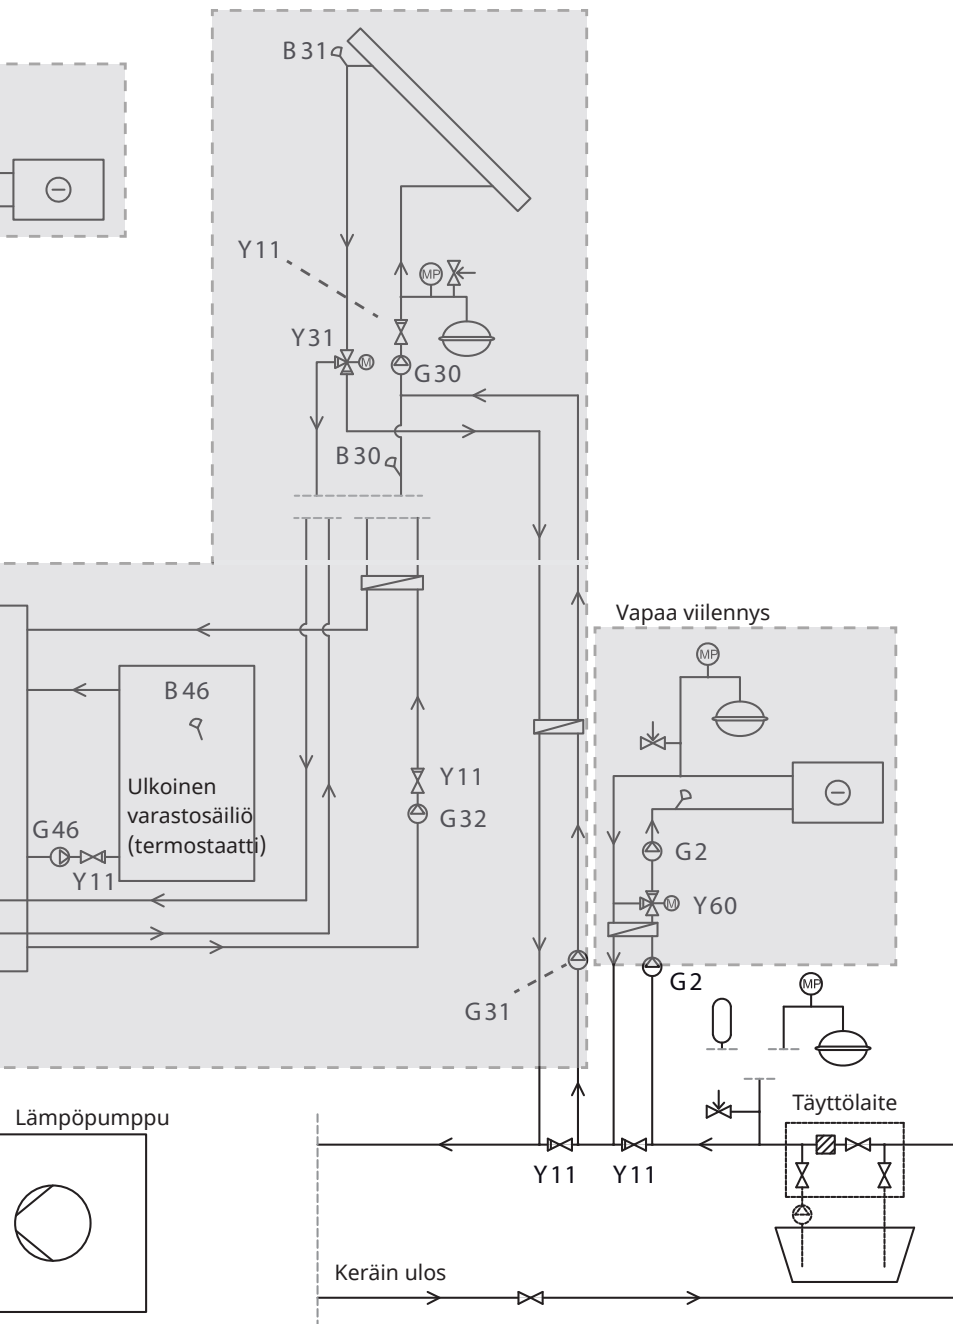 B31
Y11
MP
Y31
M
G30
B30
Vapaa viilennys
MP
B46
Ulkoinen
varastosäiliö
(termostaatti)
Y11
G32
G46
Y11
G2
M
Y60
G2
G31
MP
Lämpöpumppu
Täyttölaite
Y11
Y11
Keräin ulos